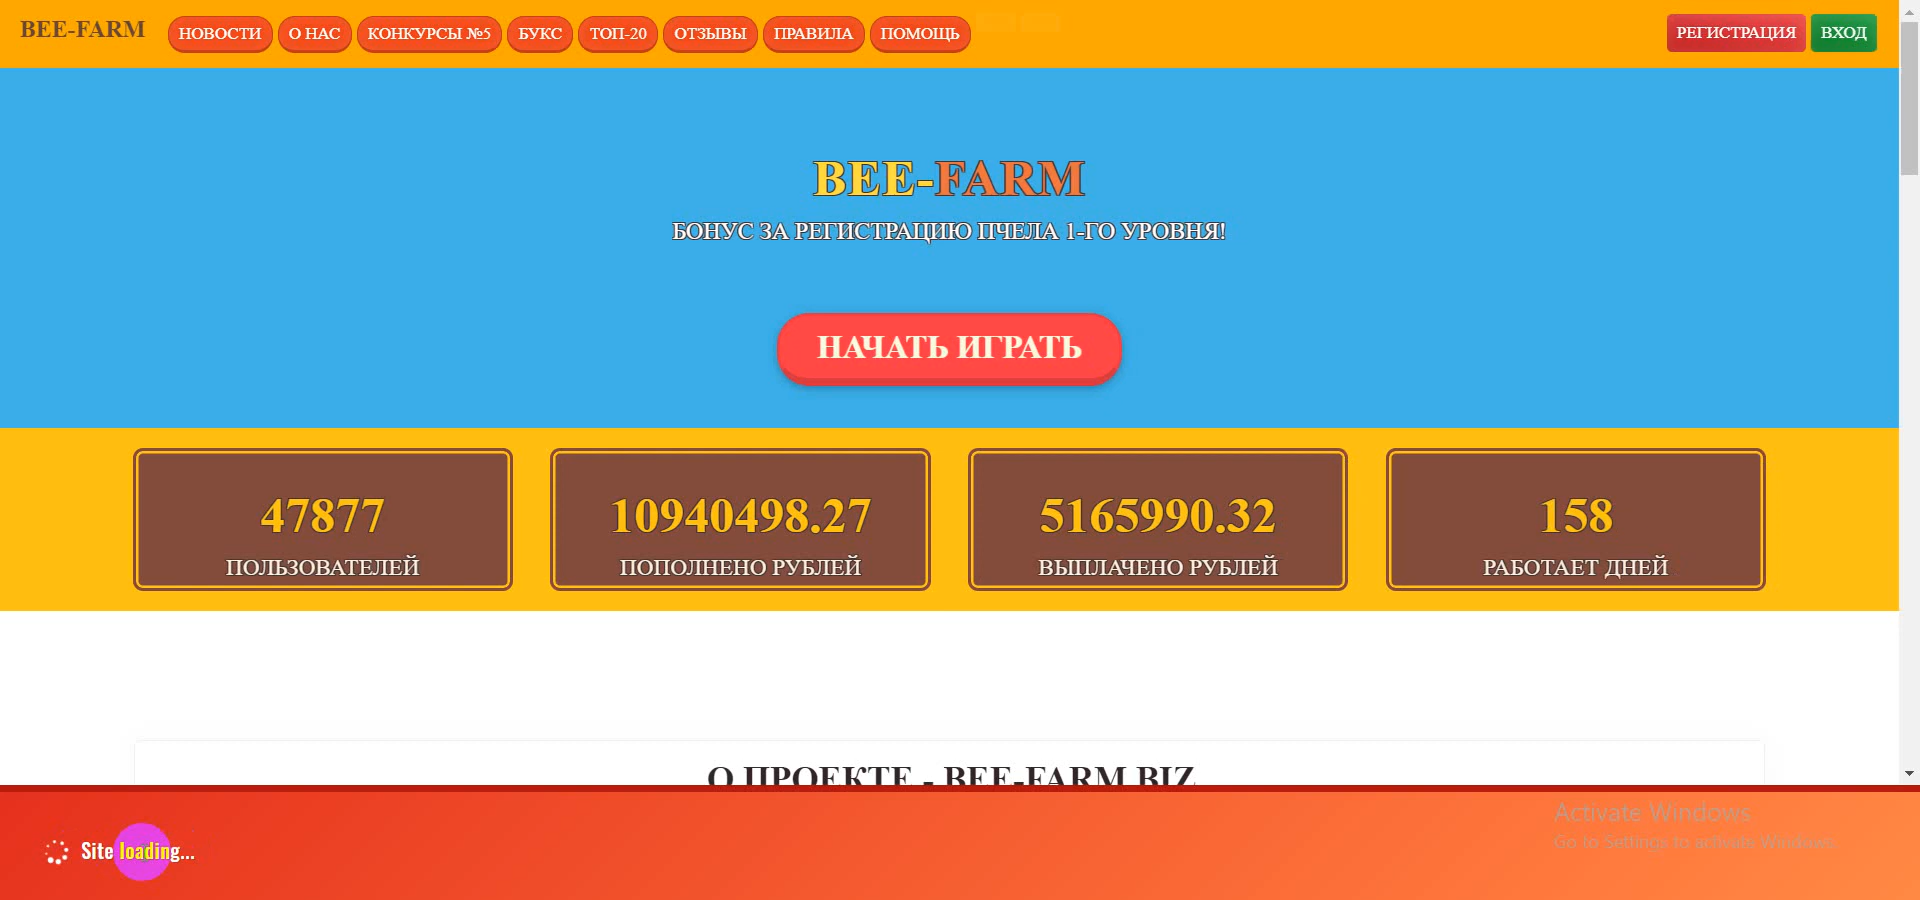 BEE-FARM
НОВОСТИ
О НАС
КОНКУРСЫ №5
БУКС
ТОП-20
ОТЗЫВЫ
ПРАВИЛА
ПОМОЩЬ
РЕГИСТРАЦИЯ
ВХОД
BEE-FARM
БОНУС ЗА РЕГИСТРАЦИЮ ПЧЕЛА 1-ГО УРОВНЯ!
НАЧАТЬ ИГРАТЬ
47877
ПОЛЬЗОВАТЕЛЕЙ
10940498.27
ПОПОЛНЕНО РУБЛЕЙ
5165990.32
ВЫПЛАЧЕНО РУБЛЕЙ
158
РАБОТАЕТ ДНЕЙ
О ПРОЕКТЕ - BEE-FARM.BIZ
Site loading...
Activate Windows
Go to Settings to activate Windows.